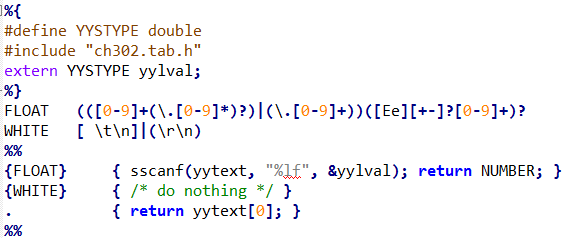 %{
#define YYSTYPE double
#include "ch302.tab.h"
extern YYSTYPE yylval;
%}
FLOAT   (([0-9]+(\.[0-9]*)?)|(\.[0-9]+))([Ee][+-]?[0-9]+)?
WHITE   [ \t\n]|(\r\n)
%%
{FLOAT}     { sscanf(yytext, "%lf", &yylval); return NUMBER; }
{WHITE}     { /* do nothing */ }
.           { return yytext[0]; }
%%